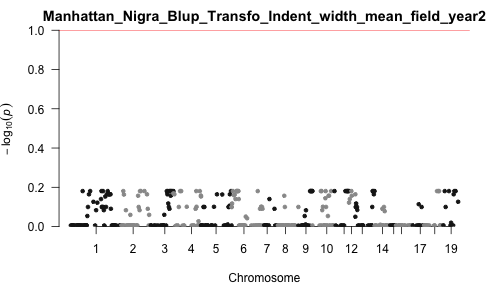 Manhattan_Nigra_Blup_Transfo_Indent_width_mean_field_year2
1.0
0.8
0.6
0.4
0.2
0.0
− log10(p)
1 2 3 4 5 6 7 8 9 10 12 14 17 19
Chromosome